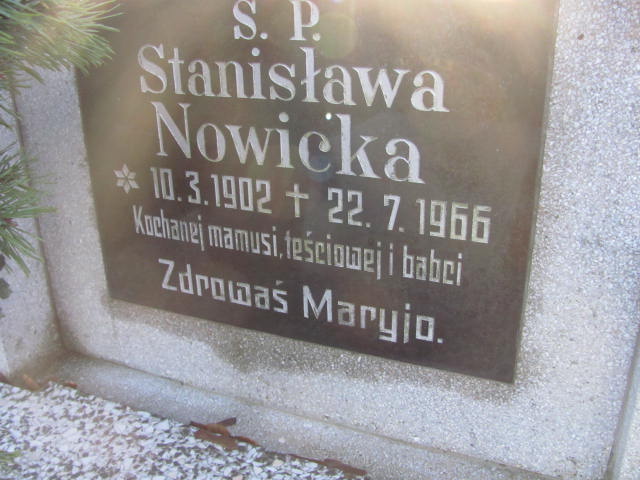 Ś. P.
Stanisława
Nowicka
* 10.3.1902 † 22.7.1966
Kochanej mamusi, teściowej i babci
Zdrowaś Maryjo.